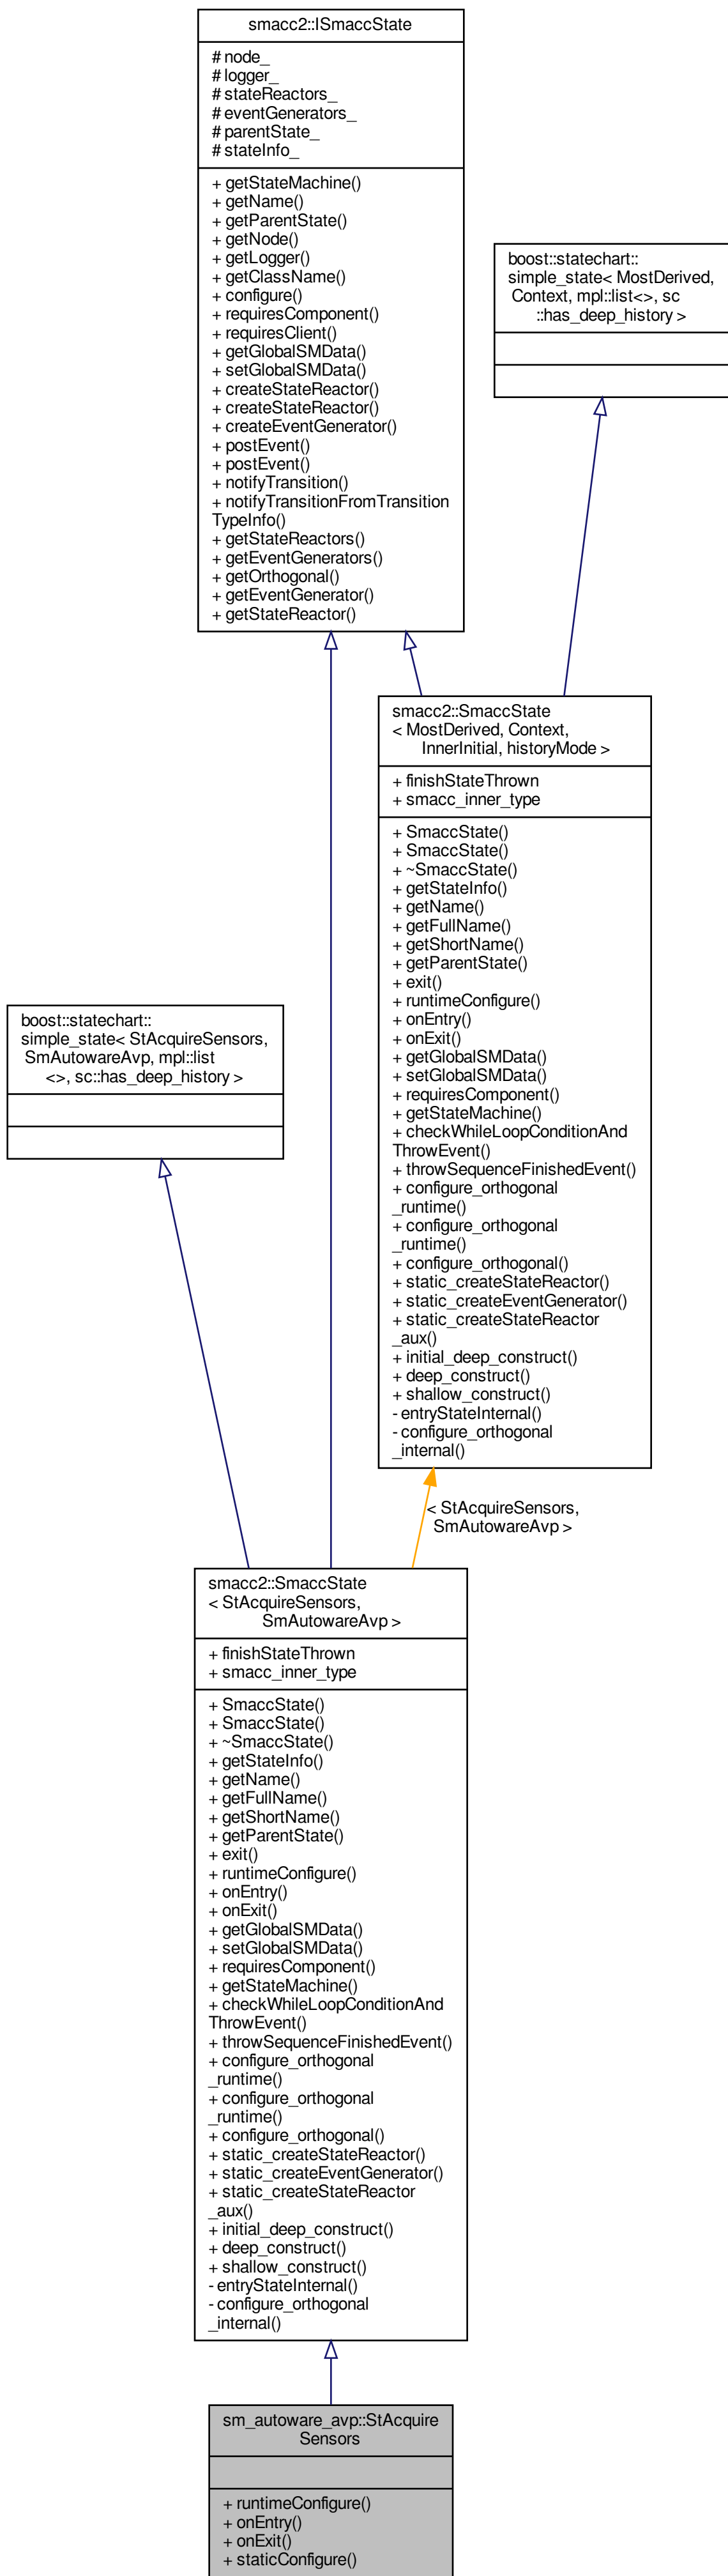 smacc2::ISmaccState
# node_
# logger_
# stateReactors_
# eventGenerators_
# parentState_
# stateInfo_
+ getStateMachine()
+ getName()
+ getParentState()
+ getNode()
+ getLogger()
+ getClassName()
+ configure()
+ requiresComponent()
+ requiresClient()
+ getGlobalSMData()
+ setGlobalSMData()
+ createStateReactor()
+ createStateReactor()
+ createEventGenerator()
+ postEvent()
+ postEvent()
+ notifyTransition()
+ notifyTransitionFromTransition
TypeInfo()
+ getStateReactors()
+ getEventGenerators()
+ getOrthogonal()
+ getEventGenerator()
+ getStateReactor()
boost::statechart::
simple_state< MostDerived,
Context, mpl::list<>, sc
::has_deep_history >
smacc2::SmaccState
< MostDerived, Context,
InnerInitial, historyMode >
+ finishStateThrown
+ smacc_inner_type
+ SmaccState()
+ SmaccState()
+ ~SmaccState()
+ getStateInfo()
+ getName()
+ getFullName()
+ getShortName()
+ getParentState()
+ exit()
+ runtimeConfigure()
+ onEntry()
+ onExit()
+ getGlobalSMData()
+ setGlobalSMData()
+ requiresComponent()
+ getStateMachine()
+ checkWhileLoopConditionAnd
ThrowEvent()
+ throwSequenceFinishedEvent()
+ configure_orthogonal
_runtime()
+ configure_orthogonal
_runtime()
+ configure_orthogonal()
+ static_createStateReactor()
+ static_createEventGenerator()
+ static_createStateReactor
_aux()
+ initial_deep_construct()
+ deep_construct()
+ shallow_construct()
- entryStateInternal()
- configure_orthogonal
_internal()
boost::statechart::
simple_state< StAcquireSensors,
SmAutowareAvp, mpl::list
<>, sc::has_deep_history >
< StAcquireSensors,
SmAutowareAvp >
smacc2::SmaccState
< StAcquireSensors,
SmAutowareAvp >
+ finishStateThrown
+ smacc_inner_type
+ SmaccState()
+ SmaccState()
+ ~SmaccState()
+ getStateInfo()
+ getName()
+ getFullName()
+ getShortName()
+ getParentState()
+ exit()
+ runtimeConfigure()
+ onEntry()
+ onExit()
+ getGlobalSMData()
+ setGlobalSMData()
+ requiresComponent()
+ getStateMachine()
+ checkWhileLoopConditionAnd
ThrowEvent()
+ throwSequenceFinishedEvent()
+ configure_orthogonal
_runtime()
+ configure_orthogonal
_runtime()
+ configure_orthogonal()
+ static_createStateReactor()
+ static_createEventGenerator()
+ static_createStateReactor
_aux()
+ initial_deep_construct()
+ deep_construct()
+ shallow_construct()
- entryStateInternal()
- configure_orthogonal
_internal()
sm_autoware_avp::StAcquire
Sensors
+ runtimeConfigure()
+ onEntry()
+ onExit()
+ staticConfigure()